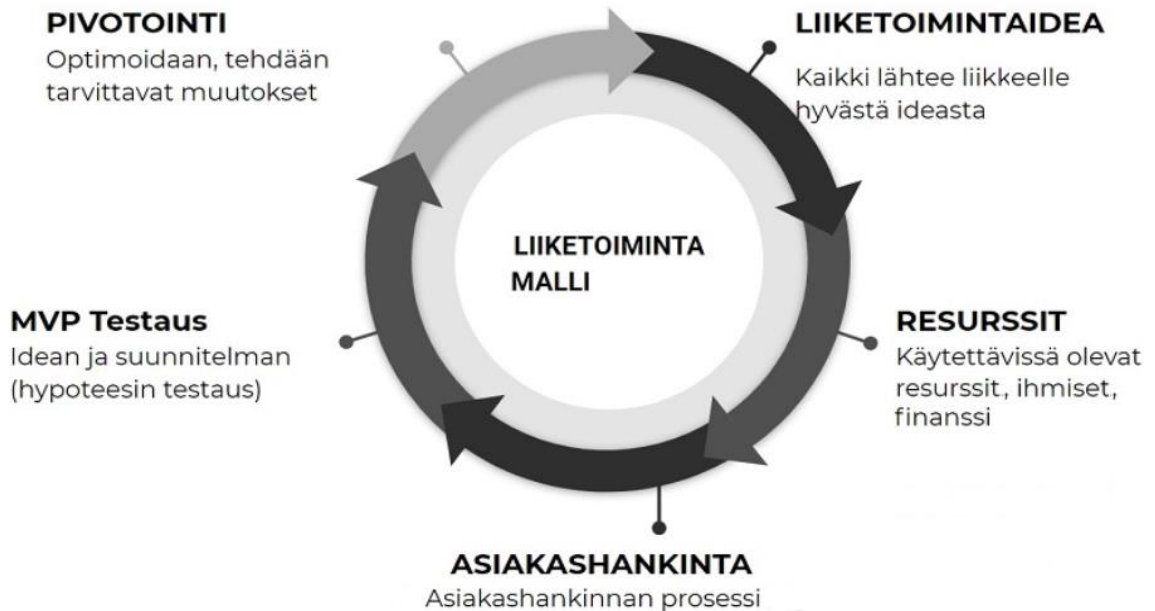 PIVOTOINTI
Optimoidaan, tehdään
tarvittavat muutokset
LIIKETOIMINTAIDEA
Kaikki lähtee liikkeelle
hyvästä ideasta
LIIKETOIMINTA
MALLI
MVP Testaus
Idean ja suunnitelman
(hypoteesin testaus)
RESURSSIT
Käytettävissä olevat
resurssit, ihmiset,
finanssi
ASIAKASHANKINTA
Asiakashankinnan prosessi